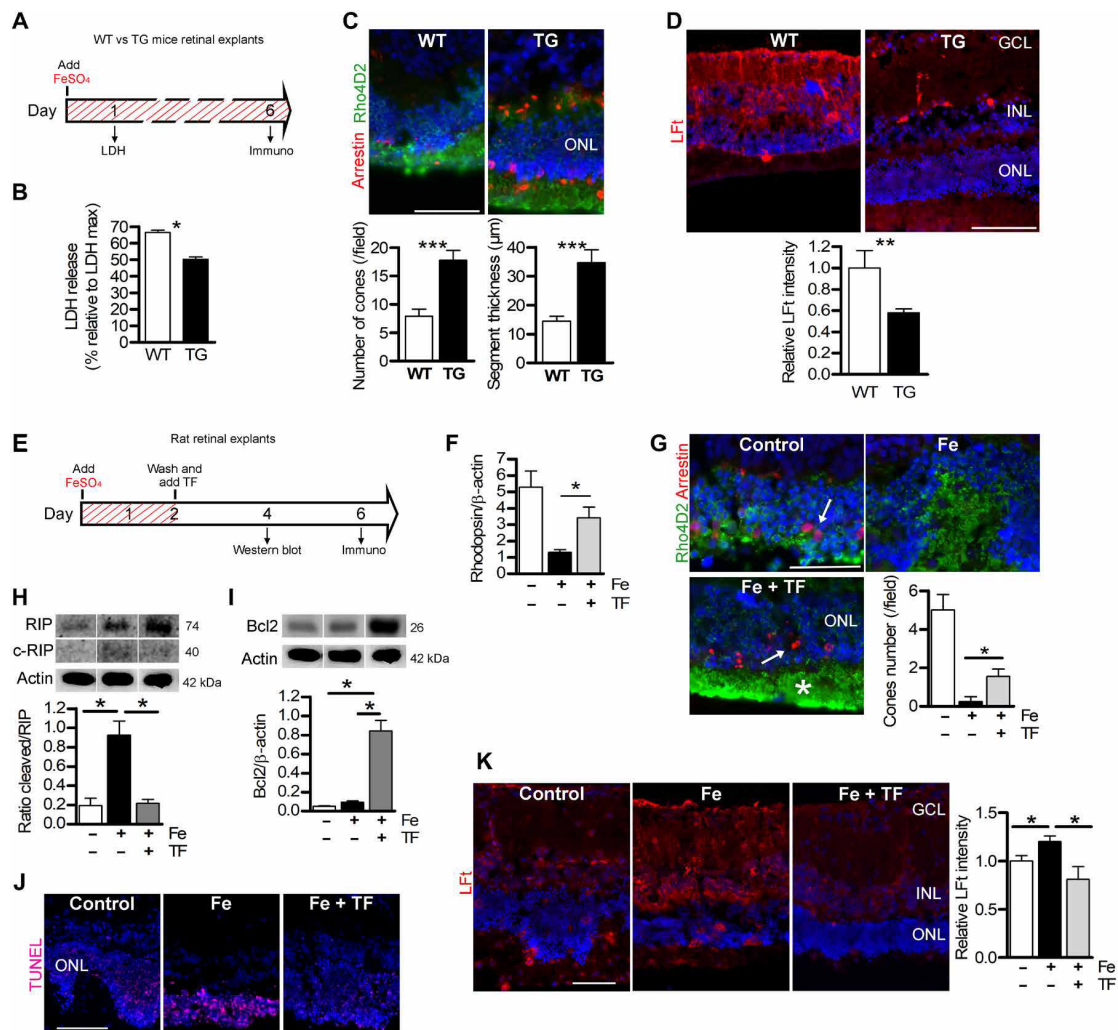 A
WT vs TG mice retinal explants
Add
FeSO₄
Day
1
6
LDH
Immuno
B
LDH release
(% relative to LDH max)
70
60
50
40
30
20
10
0
*
WT
TG
C
WT
TG
Arrestin Rho4D2
ONL
Number of cones (/field)
20
15
10
5
0
***
WT TG
Segment thickness (µm)
40
30
20
10
0
***
WT TG
D
WT
TG
GCL
INL
ONL
LFt
Relative LFt intensity
1.2
1.0
0.8
0.6
0.4
0.2
0.0
**
WT
TG
E
Rat retinal explants
Add
FeSO₄
Wash and
add TF
Day
1
2
4
6
Western blot
Immuno
F
Rhodopsin/β-actin
7
6
5
4
3
2
1
0
*
– + + Fe
+ TF
G
Control
Fe
Rho4D2 Arrestin
Fe + TF
ONL
*
Cones number (/field)
6
4
2
0
*
– + + Fe
– – + TF
H
RIP
74
c-RIP
40
Actin
42 kDa
Ratio cleaved/RIP
1.2
1.0
0.8
0.6
0.4
0.2
0.0
*
*
– + + Fe
– – + TF
I
Bcl2
26
Actin
42 kDa
Bcl2/β-actin
1.0
0.8
0.6
0.4
0.2
0.0
*
*
– + + Fe
– – + TF
J
Control
Fe
Fe + TF
TUNEL
ONL
K
Control
Fe
Fe + TF
LFt
GCL
INL
ONL
Relative LFt intensity
1.5
1.0
0.5
0.0
*
*
– + + Fe
– – + TF